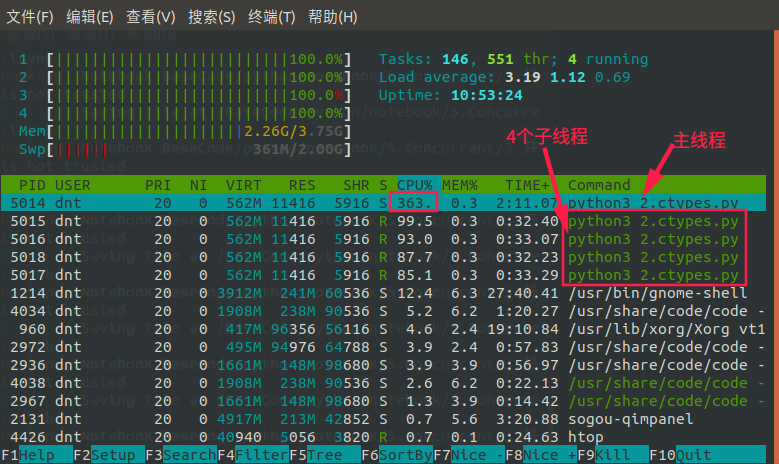 文件(F) 编辑(E) 查看(V) 搜索(S) 终端(T) 帮助(H)
1 [||||||||||||||||||||||||||100.0%] Tasks: 146, 551 thr; 4 running
2 [||||||||||||||||||||||||||100.0%] Load average: 3.19 1.12 0.69
3 [||||||||||||||||||||||||||100.0%] Uptime: 10:53:24
4 [||||||||||||||||||||||||||100.0%]
Mem[|||||||||||||||||||||2.26G/3.75G]
Swp[|||||| 361M/2.00G]
4个子线程 主线程
PID USER PRI NI VIRT RES SHR S CPU% MEM% TIME+ Command
5014 dnt 20 0 562M 11416 5916 S 363. 0.3 2:11.07 python3 2.ctypes.py
5015 dnt 20 0 562M 11416 5916 R 99.5 0.3 0:32.40 python3 2.ctypes.py
5016 dnt 20 0 562M 11416 5916 R 93.0 0.3 0:33.07 python3 2.ctypes.py
5018 dnt 20 0 562M 11416 5916 R 87.7 0.3 0:32.23 python3 2.ctypes.py
5017 dnt 20 0 562M 11416 5916 R 85.1 0.3 0:33.29 python3 2.ctypes.py
1214 dnt 20 0 3912M 241M 60536 S 12.4 6.3 27:40.41 /usr/bin/gnome-shell
4034 dnt 20 0 1908M 238M 90536 S 5.2 6.2 1:20.27 /usr/share/code/code -
960 dnt 20 0 417M 96356 56116 S 4.6 2.4 19:10.84 /usr/lib/xorg/Xorg vt1
2972 dnt 20 0 495M 94976 64788 S 3.9 2.4 0:57.83 /usr/share/code/code -
2936 dnt 20 0 1661M 148M 98680 S 3.9 3.9 0:56.97 /usr/share/code/code -
4038 dnt 20 0 1908M 238M 90536 S 2.6 6.2 0:22.13 /usr/share/code/code -
2967 dnt 20 0 1661M 148M 98680 S 1.3 3.9 0:14.42 /usr/share/code/code -
2131 dnt 20 0 4917M 213M 42852 S 0.7 5.6 3:20.88 sogou-qimpanel
4426 dnt 20 0 40940 5056 3820 R 0.7 0.1 0:24.63 htop
F1Help F2Setup F3Search F4Filter F5Tree F6SortBy F7Nice - F8Nice + F9Kill F10Quit